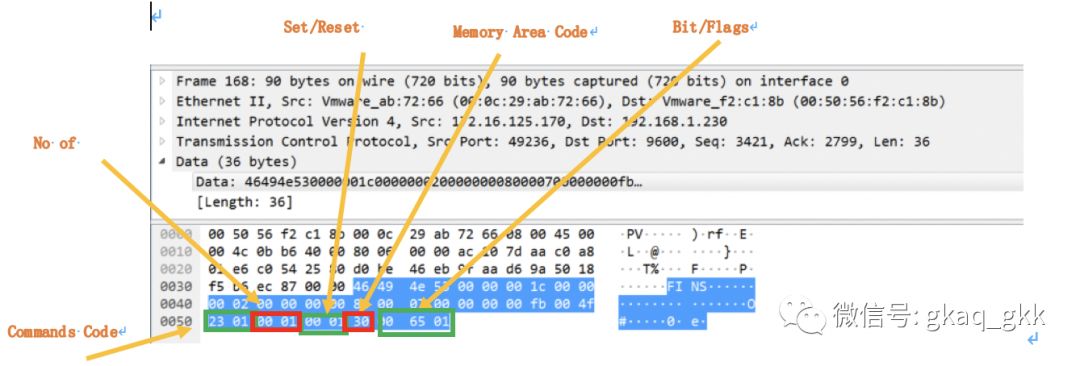 Set/Reset
Memory Area Code
Bit/Flags
Frame 168: 90 bytes on wire (720 bits), 90 bytes captured (720 bits) on interface 0
Ethernet II, Src: Vmware_ab:72:66 (00:0c:29:ab:72:66), Dst: Vmware_f2:c1:8b (00:50:56:f2:c1:8b)
Internet Protocol Version 4, Src: 172.16.125.170, Dst: 192.168.1.230
Transmission Control Protocol, Src Port: 49236, Dst Port: 9600, Seq: 3421, Ack: 2799, Len: 36
No of
Data (36 bytes)
Data: 46494e530000001c000000020000000080000700000000fb…
[Length: 36]
0000 00 50 56 f2 c1 8b 00 0c 29 ab 72 66 08 00 45 00 ·PV·····)·rf··E·
0010 00 4c 0b b6 40 00 80 06 00 00 ac 10 7d aa c0 a8 ·L··@·······}···
0020 01 e6 c0 54 25 80 d0 be 46 eb 9f aa d6 9a 50 18 ···T%···F·····P·
0030 f5 b6 ec 87 00 00 46 49 4e 53 00 00 00 1c 00 00 ······FINS······
0040 00 02 00 00 00 00 80 00 07 00 00 00 00 fb 00 4f ···············O
0050 23 01 00 01 00 01 30 00 65 01 #·····0·e·
Commands Code
微信号: gkaq_gkk